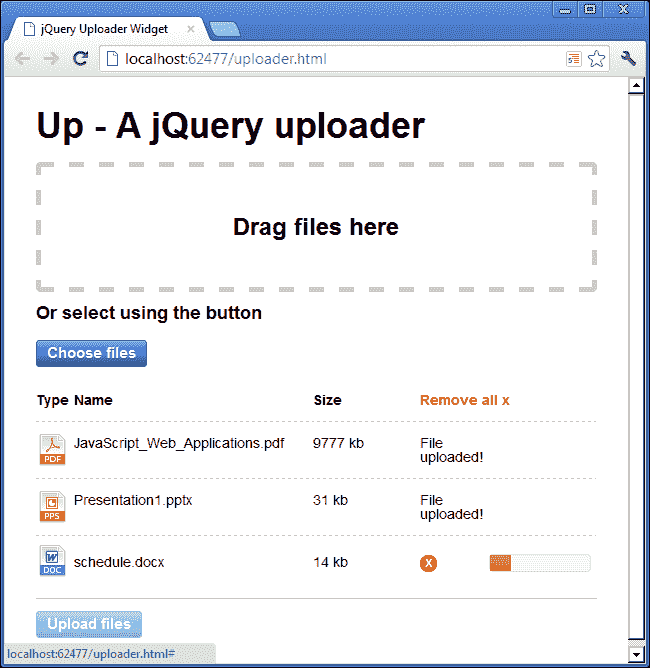 jQuery Uploader Widget
localhost:62477/uploader.html
Up - A jQuery uploader
Drag files here
Or select using the button
Choose files
Type Name Size Remove all x
PDF JavaScript_Web_Applications.pdf 9777 kb File
uploaded!
PPS Presentation1.pptx 31 kb File
uploaded!
W DOC schedule.docx 14 kb X
Upload files
localhost:62477/uploader.html#